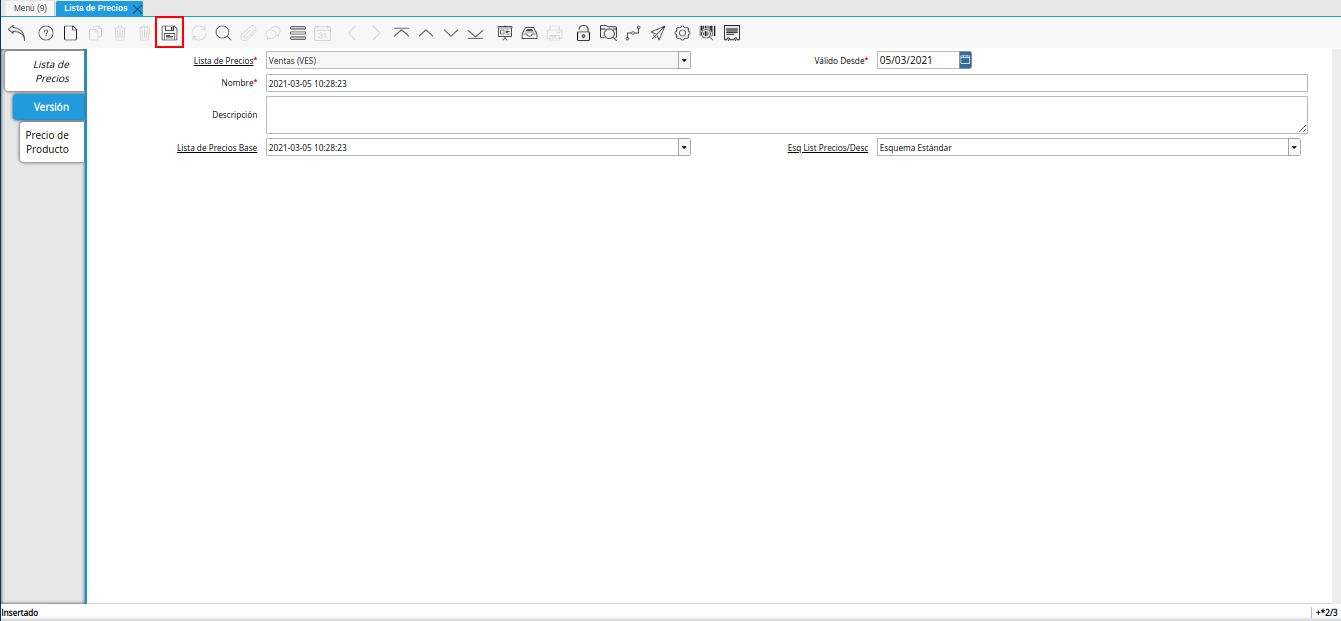 Menú (9)
Lista de Precios
Lista de Precios
Versión
Precio de Producto
Lista de Precios* Ventas (VES) Válido Desde* 05/03/2021
Nombre* 2021-03-05 10:28:23
Descripción
Lista de Precios Base 2021-03-05 10:28:23 Esq List Precios/Desc Esquema Estándar
Insertado +*2/3